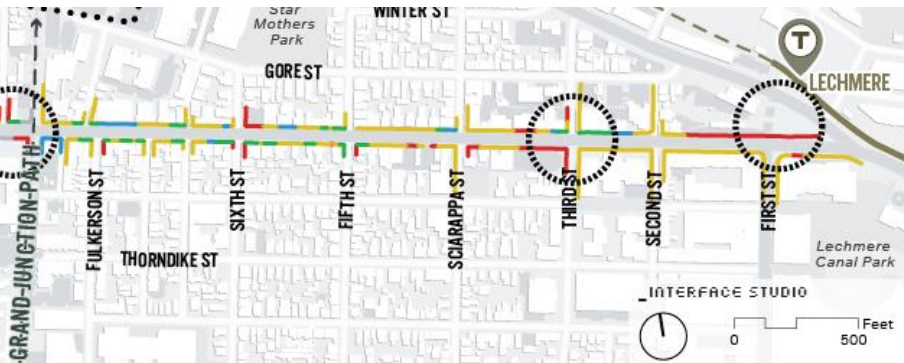 Star
Mothers
Park
WINTER ST
GORE ST
T
LECHMERE
GRAND-JUNCTION-PATH
FULKERSON ST
SIXTH ST
FIFTH ST
SCIARAPPA ST
THIRD ST
SECOND ST
FIRST ST
THORNDIKE ST
Lechmere
Canal Park
_INTERFACE STUDIO
Feet
0
500